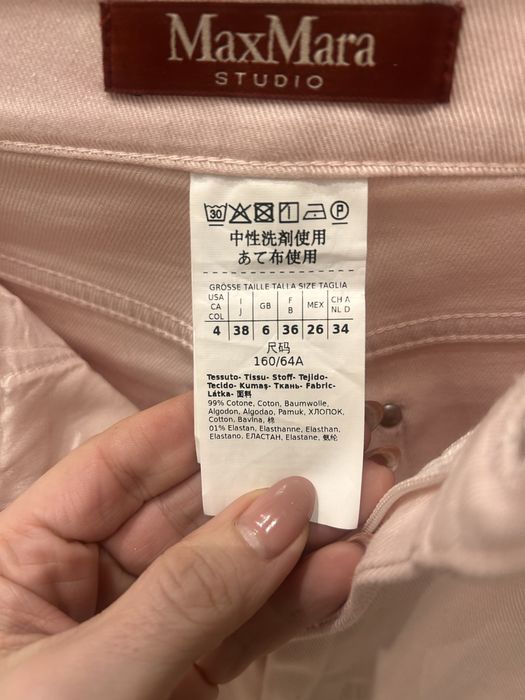 MaxMara
STUDIO
30 P
中性洗剤使用
あて布使用
GRÖSSE TAILLE TALLA SIZE TAGLIA
USA CA COL I J GB F B MEX CH A NL D
4 38 6 36 26 34
尺码
160/64A
Tessuto- Tissu- Stoff- Tejido-
Tecido- Kumaş- Ткань- Fabric-
Látka- 面料
99% Cotone, Coton, Baumwolle,
Algodon, Algodao, Pamuk, ХЛОПОК,
Cotton, Bavlna, 棉
01% Elastan, Elasthanne, Elasthan,
Elastano, ЕЛАСТАН, Elastane, 氨纶